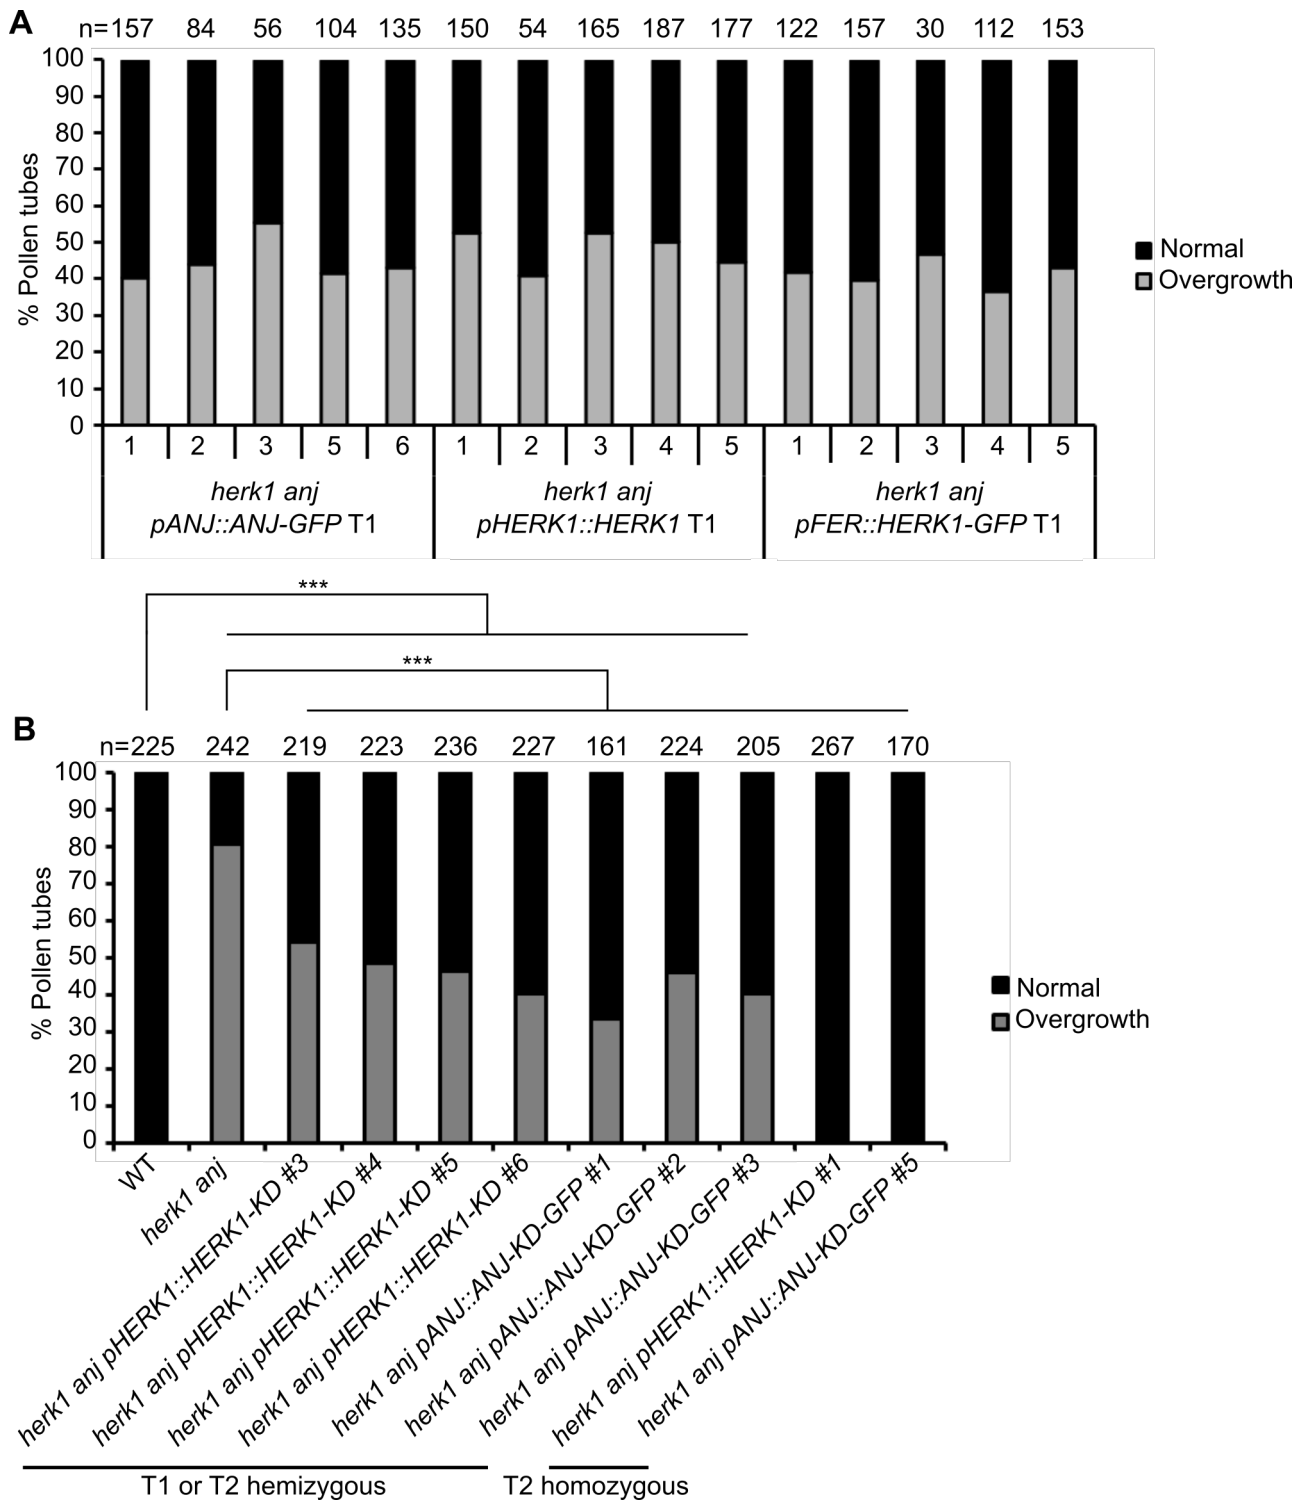 A
n=157 84 56 104 135 150 54 165 187 177 122 157 30 112 153
100
90
80
70
60
50
40
30
20
10
0
% Pollen tubes
Normal
Overgrowth
1 2 3 5 6 1 2 3 4 5 1 2 3 4 5
herk1 anj herk1 anj herk1 anj
pANJ::ANJ-GFP T1 pHERK1::HERK1 T1 pFER::HERK1-GFP T1
***
***
B
n=225 242 219 223 236 227 161 224 205 267 170
100
90
80
70
60
50
40
30
20
10
0
% Pollen tubes
Normal
Overgrowth
WT
herk1 anj
herk1 anj pHERK1::HERK1-KD #3
herk1 anj pHERK1::HERK1-KD #4
herk1 anj pHERK1::HERK1-KD #5
herk1 anj pHERK1::HERK1-KD #6
herk1 anj pANJ::ANJ-KD-GFP #1
herk1 anj pANJ::ANJ-KD-GFP #2
herk1 anj pANJ::ANJ-KD-GFP #3
herk1 anj pHERK1::HERK1-KD #1
herk1 anj pANJ::ANJ-KD-GFP #5
T1 or T2 hemizygous T2 homozygous